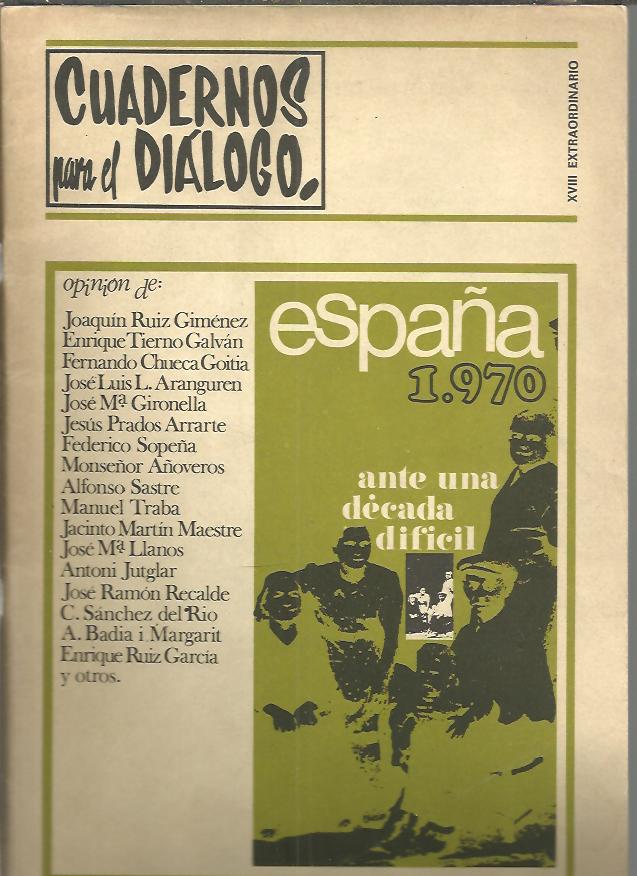 CUADERNOS
para el DIÁLOGO.
XVIII EXTRAORDINARIO
opinión de:
Joaquín Ruiz Giménez
Enrique Tierno Galván
Fernando Chueca Goitia
José Luis L. Aranguren
José Mª Gironella
Jesús Prados Arrarte
Federico Sopeña
Monseñor Añoveros
Alfonso Sastre
Manuel Traba
Jacinto Martín Maestre
José Mª Llanos
Antoni Jutglar
José Ramón Recalde
C. Sánchez del Rio
A. Badia i Margarit
Enrique Ruiz García
y otros.
españa
1.970
ante una
década
dificil